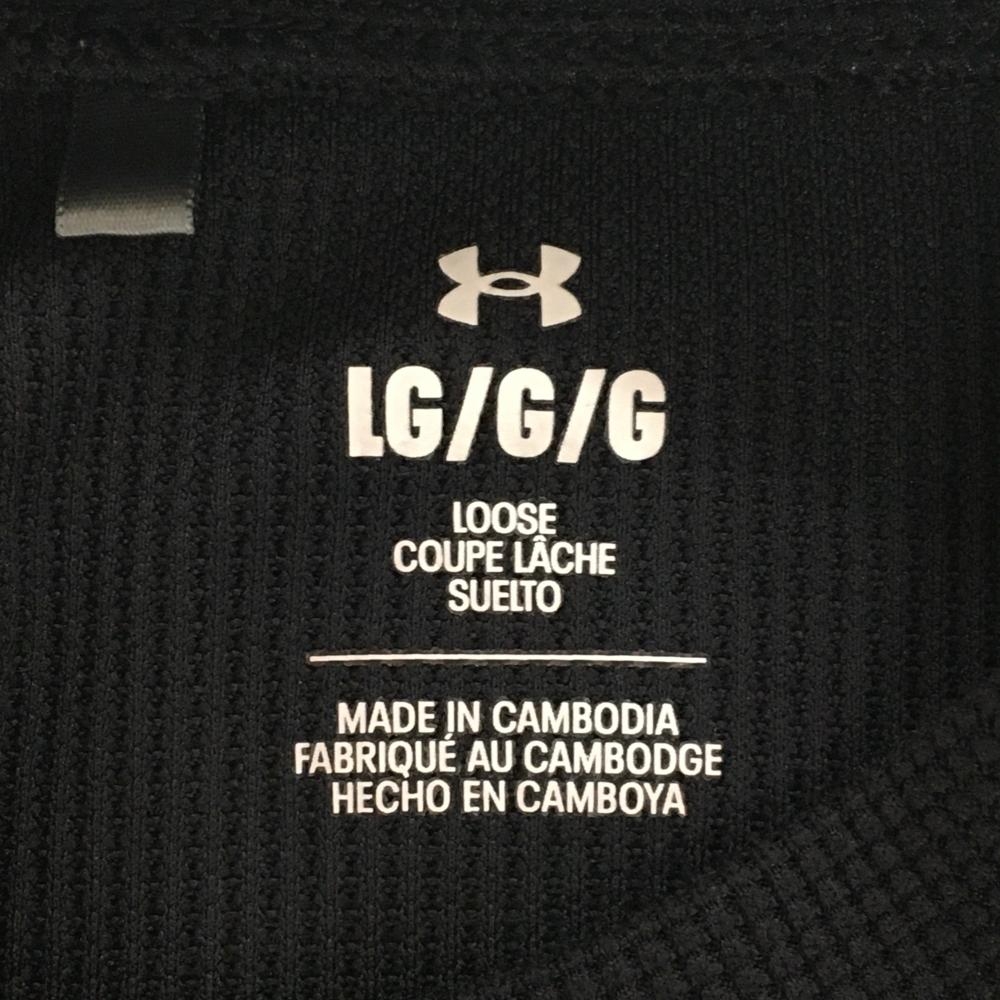 LG/G/G
LOOSE
COUPE LÂCHE
SUELTO
MADE IN CAMBODIA
FABRIQUÉ AU CAMBODGE
HECHO EN CAMBOYA